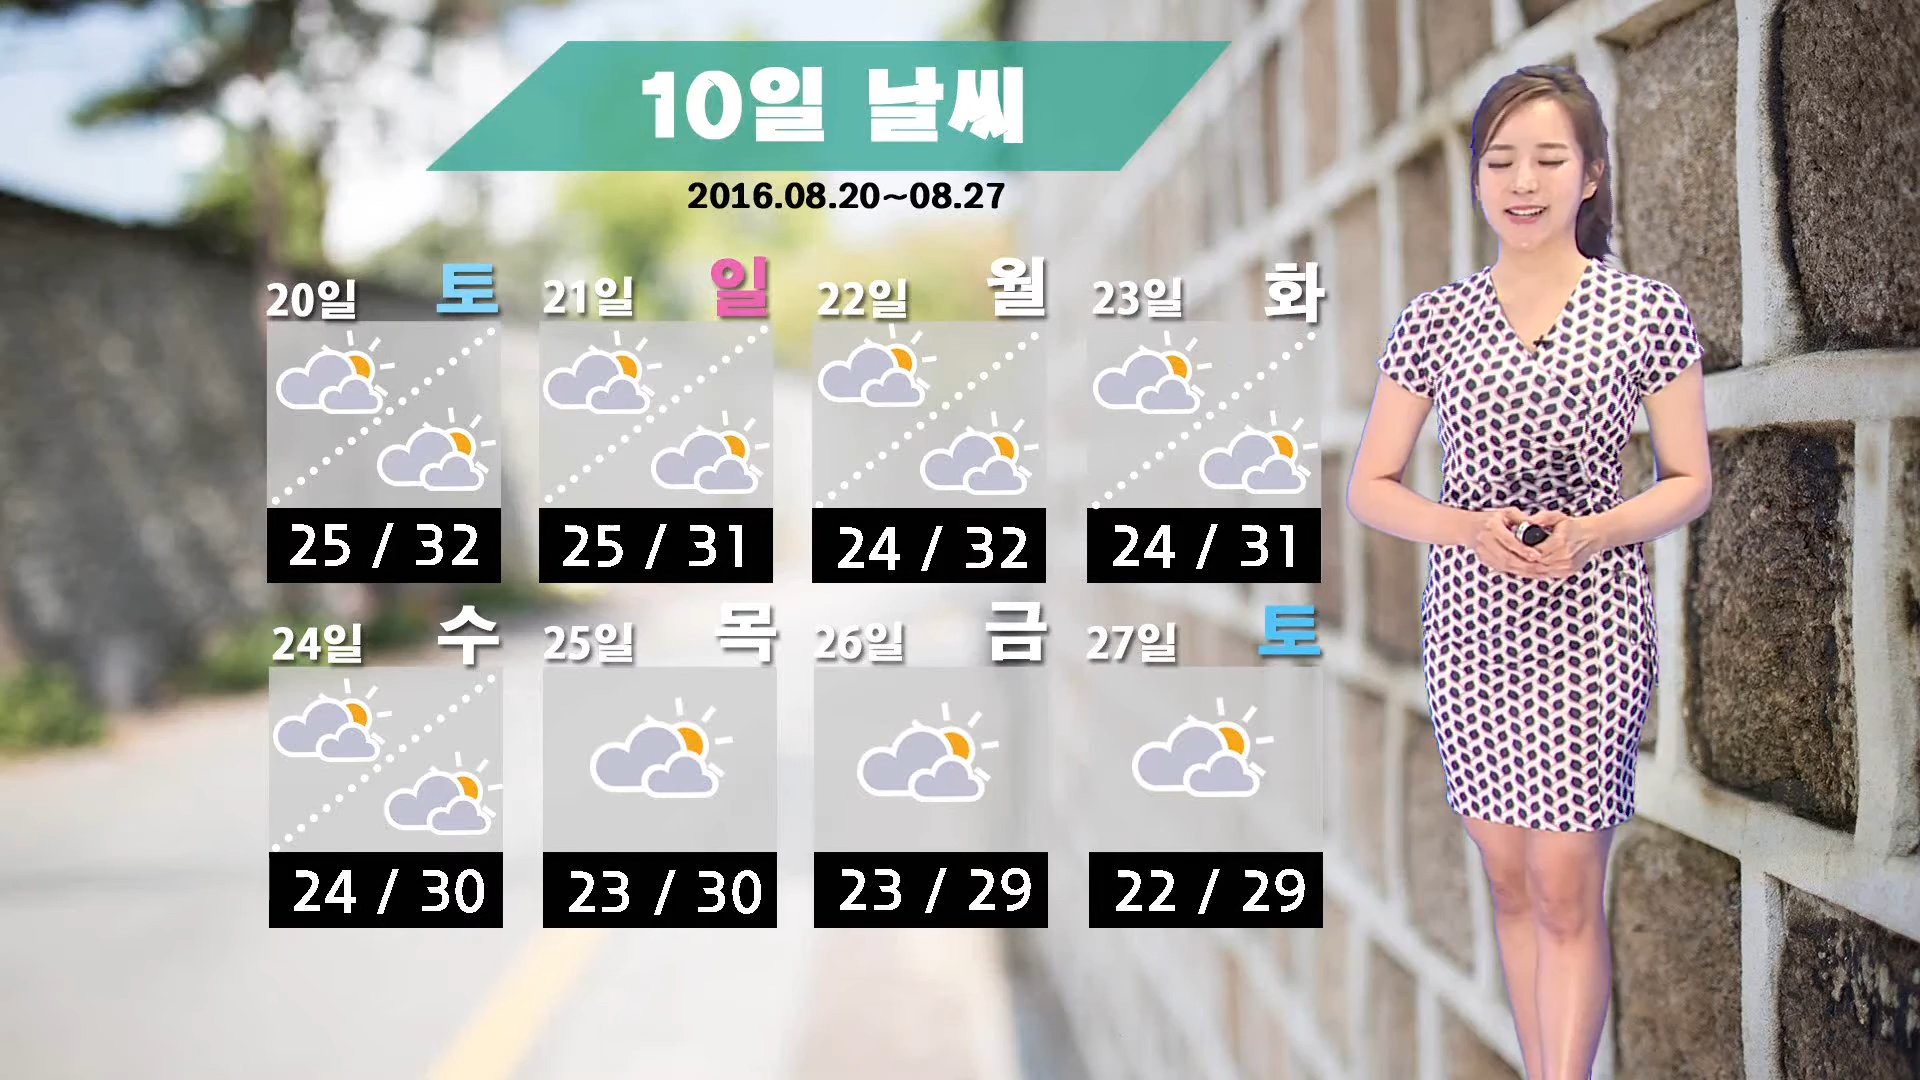 10일 날씨
2016.08.20~08.27
20일 토 21일 일 22일 월 23일 화
25 / 32 25 / 31 24 / 32 24 / 31
24일 수 25일 목 26일 금 27일 토
24 / 30 23 / 30 23 / 29 22 / 29